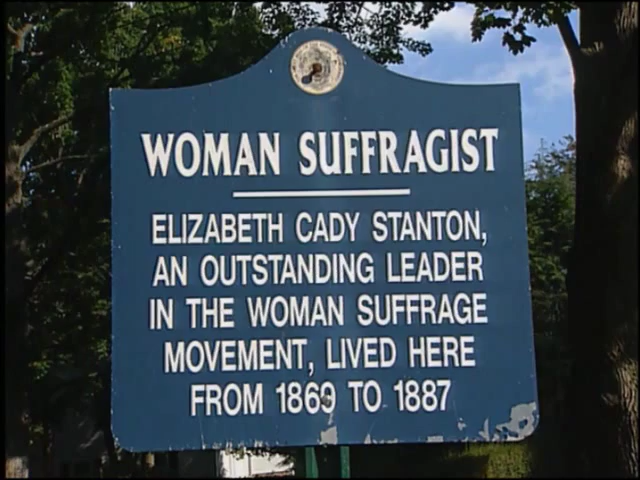 WOMAN SUFFRAGIST
ELIZABETH CADY STANTON,
AN OUTSTANDING LEADER
IN THE WOMAN SUFFRAGE
MOVEMENT, LIVED HERE
FROM 1869 TO 1887